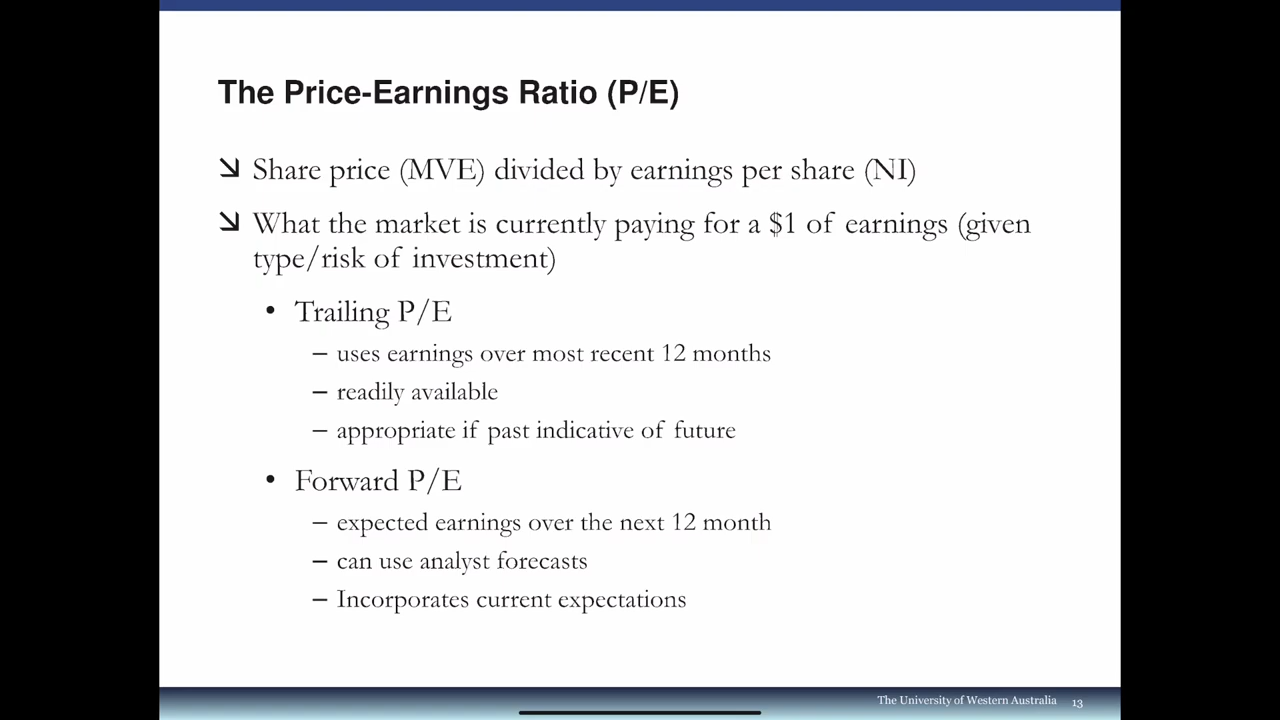 The Price-Earnings Ratio (P/E)
Share price (MVE) divided by earnings per share (NI)
What the market is currently paying for a $1 of earnings (given
type/risk of investment)
• Trailing P/E
– uses earnings over most recent 12 months
– readily available
– appropriate if past indicative of future
• Forward P/E
– expected earnings over the next 12 month
– can use analyst forecasts
– Incorporates current expectations
The University of Western Australia 13